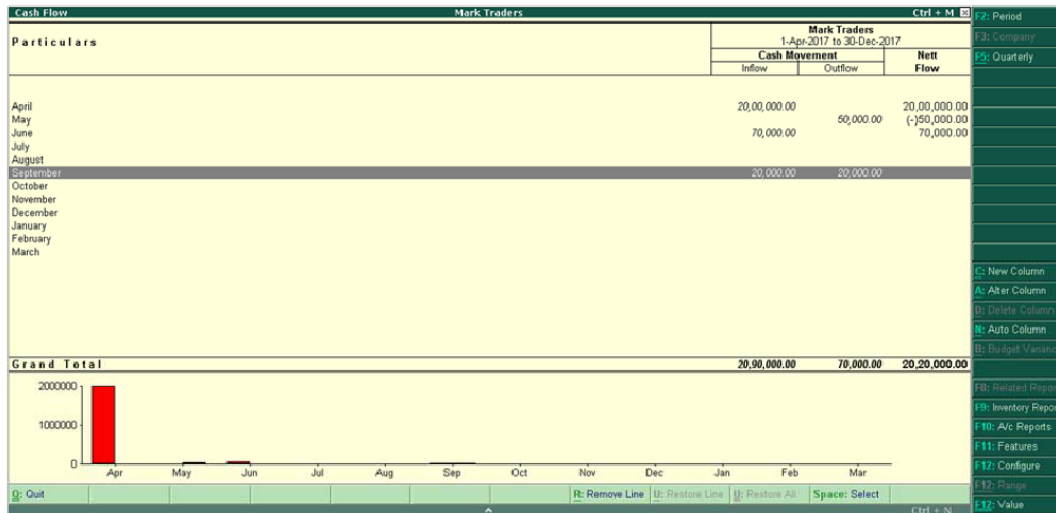 Cash Flow Mark Traders Ctrl + M
Particulars
Mark Traders
1-Apr-2017 to 30-Dec-2017
Cash Movement Nett
Inflow Outflow Flow
April 20,00,000.00 20,00,000.00
May 50,000.00 (-)50,000.00
June 70,000.00 70,000.00
July
August
September 20,000.00 20,000.00
October
November
December
January
February
March
Grand Total 20,90,000.00 70,000.00 20,20,000.00
2000000
1000000
0
Apr May Jun Jul Aug Sep Oct Nov Dec Jan Feb Mar
Q: Quit R: Remove Line U: Restore Line U: Restore All Space: Select
Ctrl + N
F2: Period
F3: Company
F5: Quarterly
C: New Column
A: Alter Column
D: Delete Column
N: Auto Column
B: Budget Varianc
F8: Related Repor
F9: Inventory Repor
F10: A/c Reports
F11: Features
F12: Configure
F12: Range
F12: Value